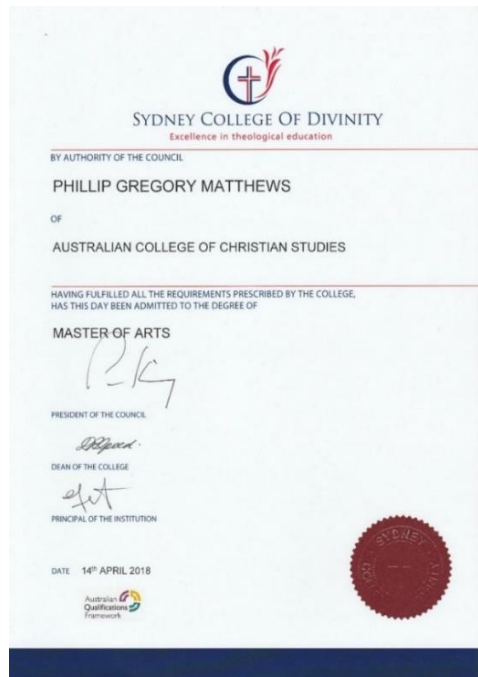 SYDNEY COLLEGE OF DIVINITY
Excellence in theological education
BY AUTHORITY OF THE COUNCIL
PHILLIP GREGORY MATTHEWS
OF
AUSTRALIAN COLLEGE OF CHRISTIAN STUDIES
HAVING FULFILLED ALL THE REQUIREMENTS PRESCRIBED BY THE COLLEGE,
HAS THIS DAY BEEN ADMITTED TO THE DEGREE OF
MASTER OF ARTS
PRESIDENT OF THE COUNCIL
DEAN OF THE COLLEGE
PRINCIPAL OF THE INSTITUTION
DATE 14th APRIL 2018
SYDNEY
Australian
Qualifications
Framework